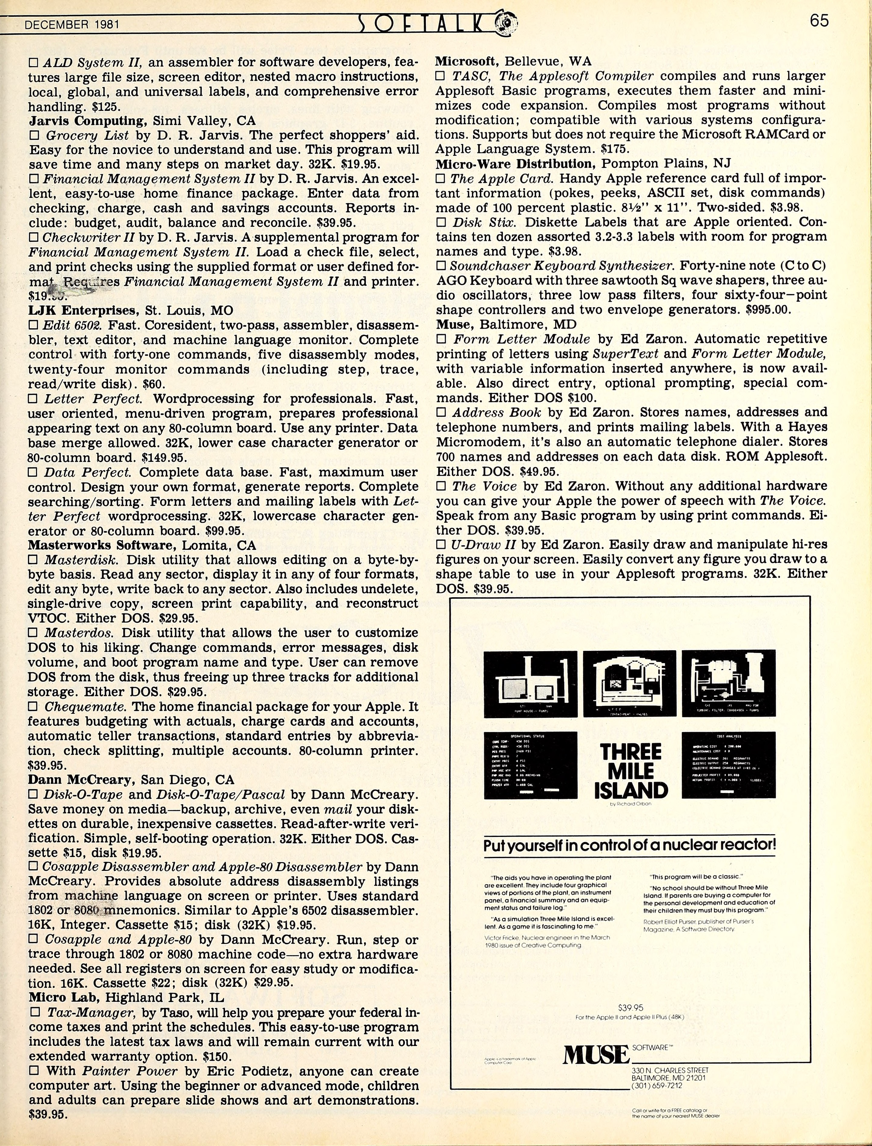 DECEMBER 1981
SOFTALK
65
☐ ALD System II, an assembler for software developers, fea-
tures large file size, screen editor, nested macro instructions,
local, global, and universal labels, and comprehensive error
handling. $125.
Jarvis Computing, Simi Valley, CA
☐ Grocery List by D. R. Jarvis. The perfect shoppers' aid.
Easy for the novice to understand and use. This program will
save time and many steps on market day. 32K. $19.95.
☐ Financial Management System II by D. R. Jarvis. An excel-
lent, easy-to-use home finance package. Enter data from
checking, charge, cash and savings accounts. Reports in-
clude: budget, audit, balance and reconcile. $39.95.
☐ Checkwriter II by D. R. Jarvis. A supplemental program for
Financial Management System II. Load a check file, select,
and print checks using the supplied format or user defined for-
mat. Requires Financial Management System II and printer.
$19.95.
LJK Enterprises, St. Louis, MO
☐ Edit 6502. Fast. Coresident, two-pass, assembler, disassem-
bler, text editor, and machine language monitor. Complete
control with forty-one commands, five disassembly modes,
twenty-four monitor commands (including step, trace,
read/write disk). $60.
☐ Letter Perfect. Wordprocessing for professionals. Fast,
user oriented, menu-driven program, prepares professional
appearing text on any 80-column board. Use any printer. Data
base merge allowed. 32K, lower case character generator or
80-column board. $149.95.
☐ Data Perfect. Complete data base. Fast, maximum user
control. Design your own format, generate reports. Complete
searching/sorting. Form letters and mailing labels with Let-
ter Perfect wordprocessing. 32K, lowercase character gen-
erator or 80-column board. $99.95.
Masterworks Software, Lomita, CA
☐ Masterdisk. Disk utility that allows editing on a byte-by-
byte basis. Read any sector, display it in any of four formats,
edit any byte, write back to any sector. Also includes undelete,
single-drive copy, screen print capability, and reconstruct
VTOC. Either DOS. $29.95.
☐ Masterdos. Disk utility that allows the user to customize
DOS to his liking. Change commands, error messages, disk
volume, and boot program name and type. User can remove
DOS from the disk, thus freeing up three tracks for additional
storage. Either DOS. $29.95.
☐ Chequemate. The home financial package for your Apple. It
features budgeting with actuals, charge cards and accounts,
automatic teller transactions, standard entries by abbrevia-
tion, check splitting, multiple accounts. 80-column printer.
$39.95.
Dann McCreary, San Diego, CA
☐ Disk-O-Tape and Disk-O-Tape/Pascal by Dann McCreary.
Save money on media—backup, archive, even mail your disk-
ettes on durable, inexpensive cassettes. Read-after-write veri-
fication. Simple, self-booting operation. 32K. Either DOS. Cas-
sette $15, disk $19.95.
☐ Cosapple Disassembler and Apple-80 Disassembler by Dann
McCreary. Provides absolute address disassembly listings
from machine language on screen or printer. Uses standard
1802 or 8080 mnemonics. Similar to Apple's 6502 disassembler.
16K, Integer. Cassette $15; disk (32K) $19.95.
☐ Cosapple and Apple-80 by Dann McCreary. Run, step or
trace through 1802 or 8080 machine code—no extra hardware
needed. See all registers on screen for easy study or modifica-
tion. 16K. Cassette $22; disk (32K) $29.95.
Micro Lab, Highland Park, IL
☐ Tax-Manager, by Taso, will help you prepare your federal in-
come taxes and print the schedules. This easy-to-use program
includes the latest tax laws and will remain current with our
extended warranty option. $150.
☐ With Painter Power by Eric Podietz, anyone can create
computer art. Using the beginner or advanced mode, children
and adults can prepare slide shows and art demonstrations.
$39.95.
Microsoft, Bellevue, WA
☐ TASC, The Applesoft Compiler compiles and runs larger
Applesoft Basic programs, executes them faster and mini-
mizes code expansion. Compiles most programs without
modification; compatible with various systems configura-
tions. Supports but does not require the Microsoft RAMCard or
Apple Language System. $175.
Micro-Ware Distribution, Pompton Plains, NJ
☐ The Apple Card. Handy Apple reference card full of impor-
tant information (pokes, peeks, ASCII set, disk commands)
made of 100 percent plastic. 8½" x 11". Two-sided. $3.98.
☐ Disk Stix. Diskette Labels that are Apple oriented. Con-
tains ten dozen assorted 3.2-3.3 labels with room for program
names and type. $3.98.
☐ Soundchaser Keyboard Synthesizer. Forty-nine note (C to C)
AGO Keyboard with three sawtooth Sq wave shapers, three au-
dio oscillators, three low pass filters, four sixty-four—point
shape controllers and two envelope generators. $995.00.
Muse, Baltimore, MD
☐ Form Letter Module by Ed Zaron. Automatic repetitive
printing of letters using SuperText and Form Letter Module,
with variable information inserted anywhere, is now avail-
able. Also direct entry, optional prompting, special com-
mands. Either DOS $100.
☐ Address Book by Ed Zaron. Stores names, addresses and
telephone numbers, and prints mailing labels. With a Hayes
Micromodem, it's also an automatic telephone dialer. Stores
700 names and addresses on each data disk. ROM Applesoft.
Either DOS. $49.95.
☐ The Voice by Ed Zaron. Without any additional hardware
you can give your Apple the power of speech with The Voice.
Speak from any Basic program by using print commands. Ei-
ther DOS. $39.95.
☐ U-Draw II by Ed Zaron. Easily draw and manipulate hi-res
figures on your screen. Easily convert any figure you draw to a
shape table to use in your Applesoft programs. 32K. Either
DOS. $39.95.
OPERATIONAL STATUS
COST ANALYSIS
THREE
MILE
ISLAND
by Richard Orban
Put yourself in control of a nuclear reactor!
"The aids you have in operating the plant
are excellent. They include four graphical
views of portions of the plant, an instrument
panel, a financial summary and an equip-
ment status and failure log."
"As a simulation Three Mile Island is excel-
lent. As a game it is fascinating to me."
Victor Fricke, Nuclear engineer in the March
1980 issue of Creative Computing
"This program will be a classic."
"No school should be without Three Mile
Island. If parents are buying a computer for
the personal development and education of
their children they must buy this program."
Robert Elliot Purser, publisher of Purser's
Magazine, A Software Directory.
$39.95
For the Apple II and Apple II Plus (48K)
Apple is a trademark of Apple
Computer Corp.
MUSE SOFTWARE™
330 N. CHARLES STREET
BALTIMORE, MD 21201
(301) 659-7212
Call or write for a FREE catalog or
the name of your nearest MUSE dealer